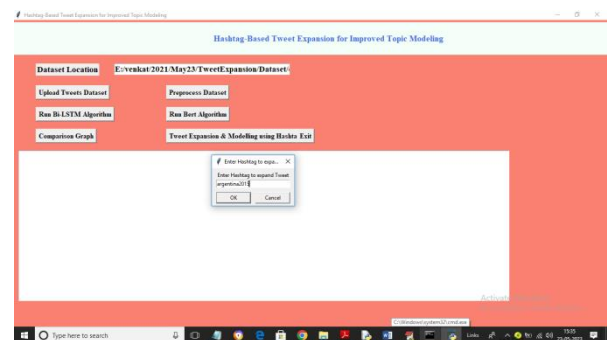 Hashtag-Based Tweet Expansion for Improved Topic Modeling
Hashtag-Based Tweet Expansion for Improved Topic Modeling
Dataset Location E:/venkat/2021/May23/TweetExpansion/Dataset/
Upload Tweets Dataset Preprocess Dataset
Run Bi-LSTM Algorithm Run Bert Algorithm
Comparison Graph Tweet Expansion & Modelling using Hashta Exit
Enter Hashtag to expa...
Enter Hashtag to expand Tweet
OK Cancel
C:\Windows\system32\cmd.exe
Type here to search
Links
15:05